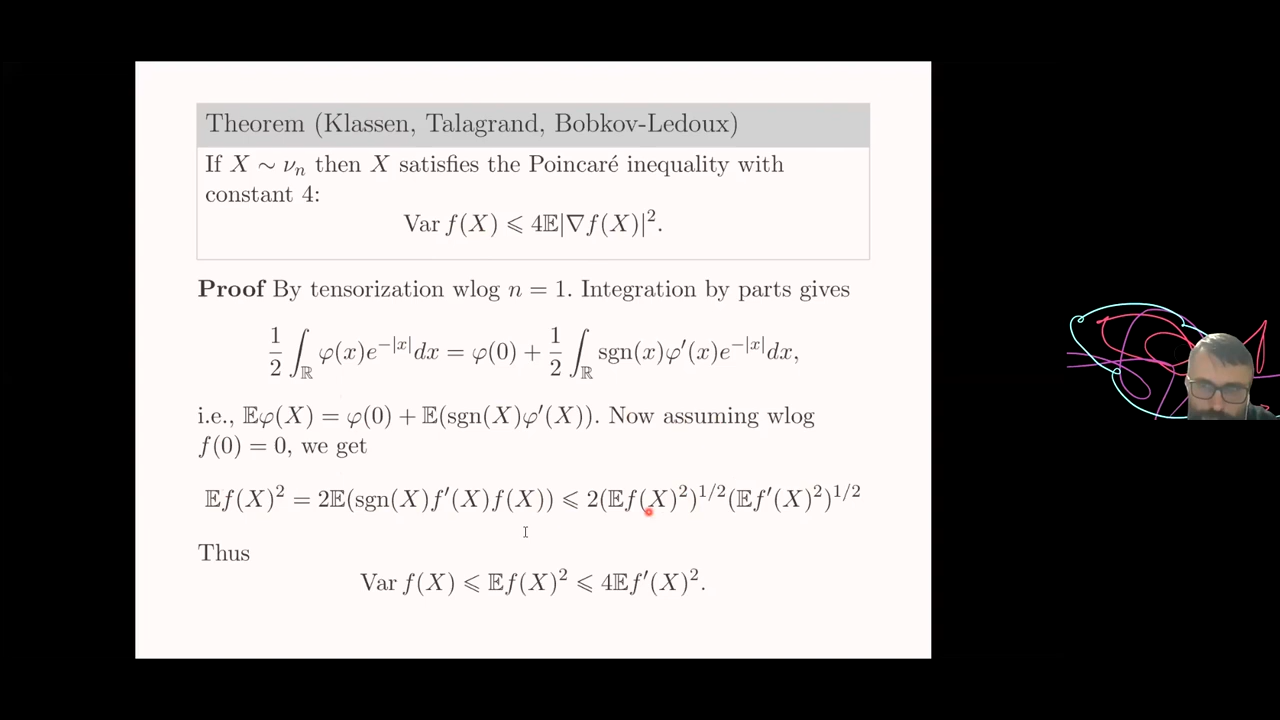 Theorem (Klassen, Talagrand, Bobkov-Ledoux)
If X ∼ νₙ then X satisfies the Poincaré inequality with
constant 4:
Var f(X) ⩽ 4𝔼|∇f(X)|².
Proof By tensorization wlog n = 1. Integration by parts gives
1/2 ∫_ℝ φ(x)e^{−|x|}dx = φ(0) + 1/2 ∫_ℝ sgn(x)φ′(x)e^{−|x|}dx,
i.e., 𝔼φ(X) = φ(0) + 𝔼(sgn(X)φ′(X)). Now assuming wlog
f(0) = 0, we get
𝔼f(X)² = 2𝔼(sgn(X)f′(X)f(X)) ⩽ 2(𝔼f(X)²)^{1/2}(𝔼f′(X)²)^{1/2}
Thus
Var f(X) ⩽ 𝔼f(X)² ⩽ 4𝔼f′(X)².